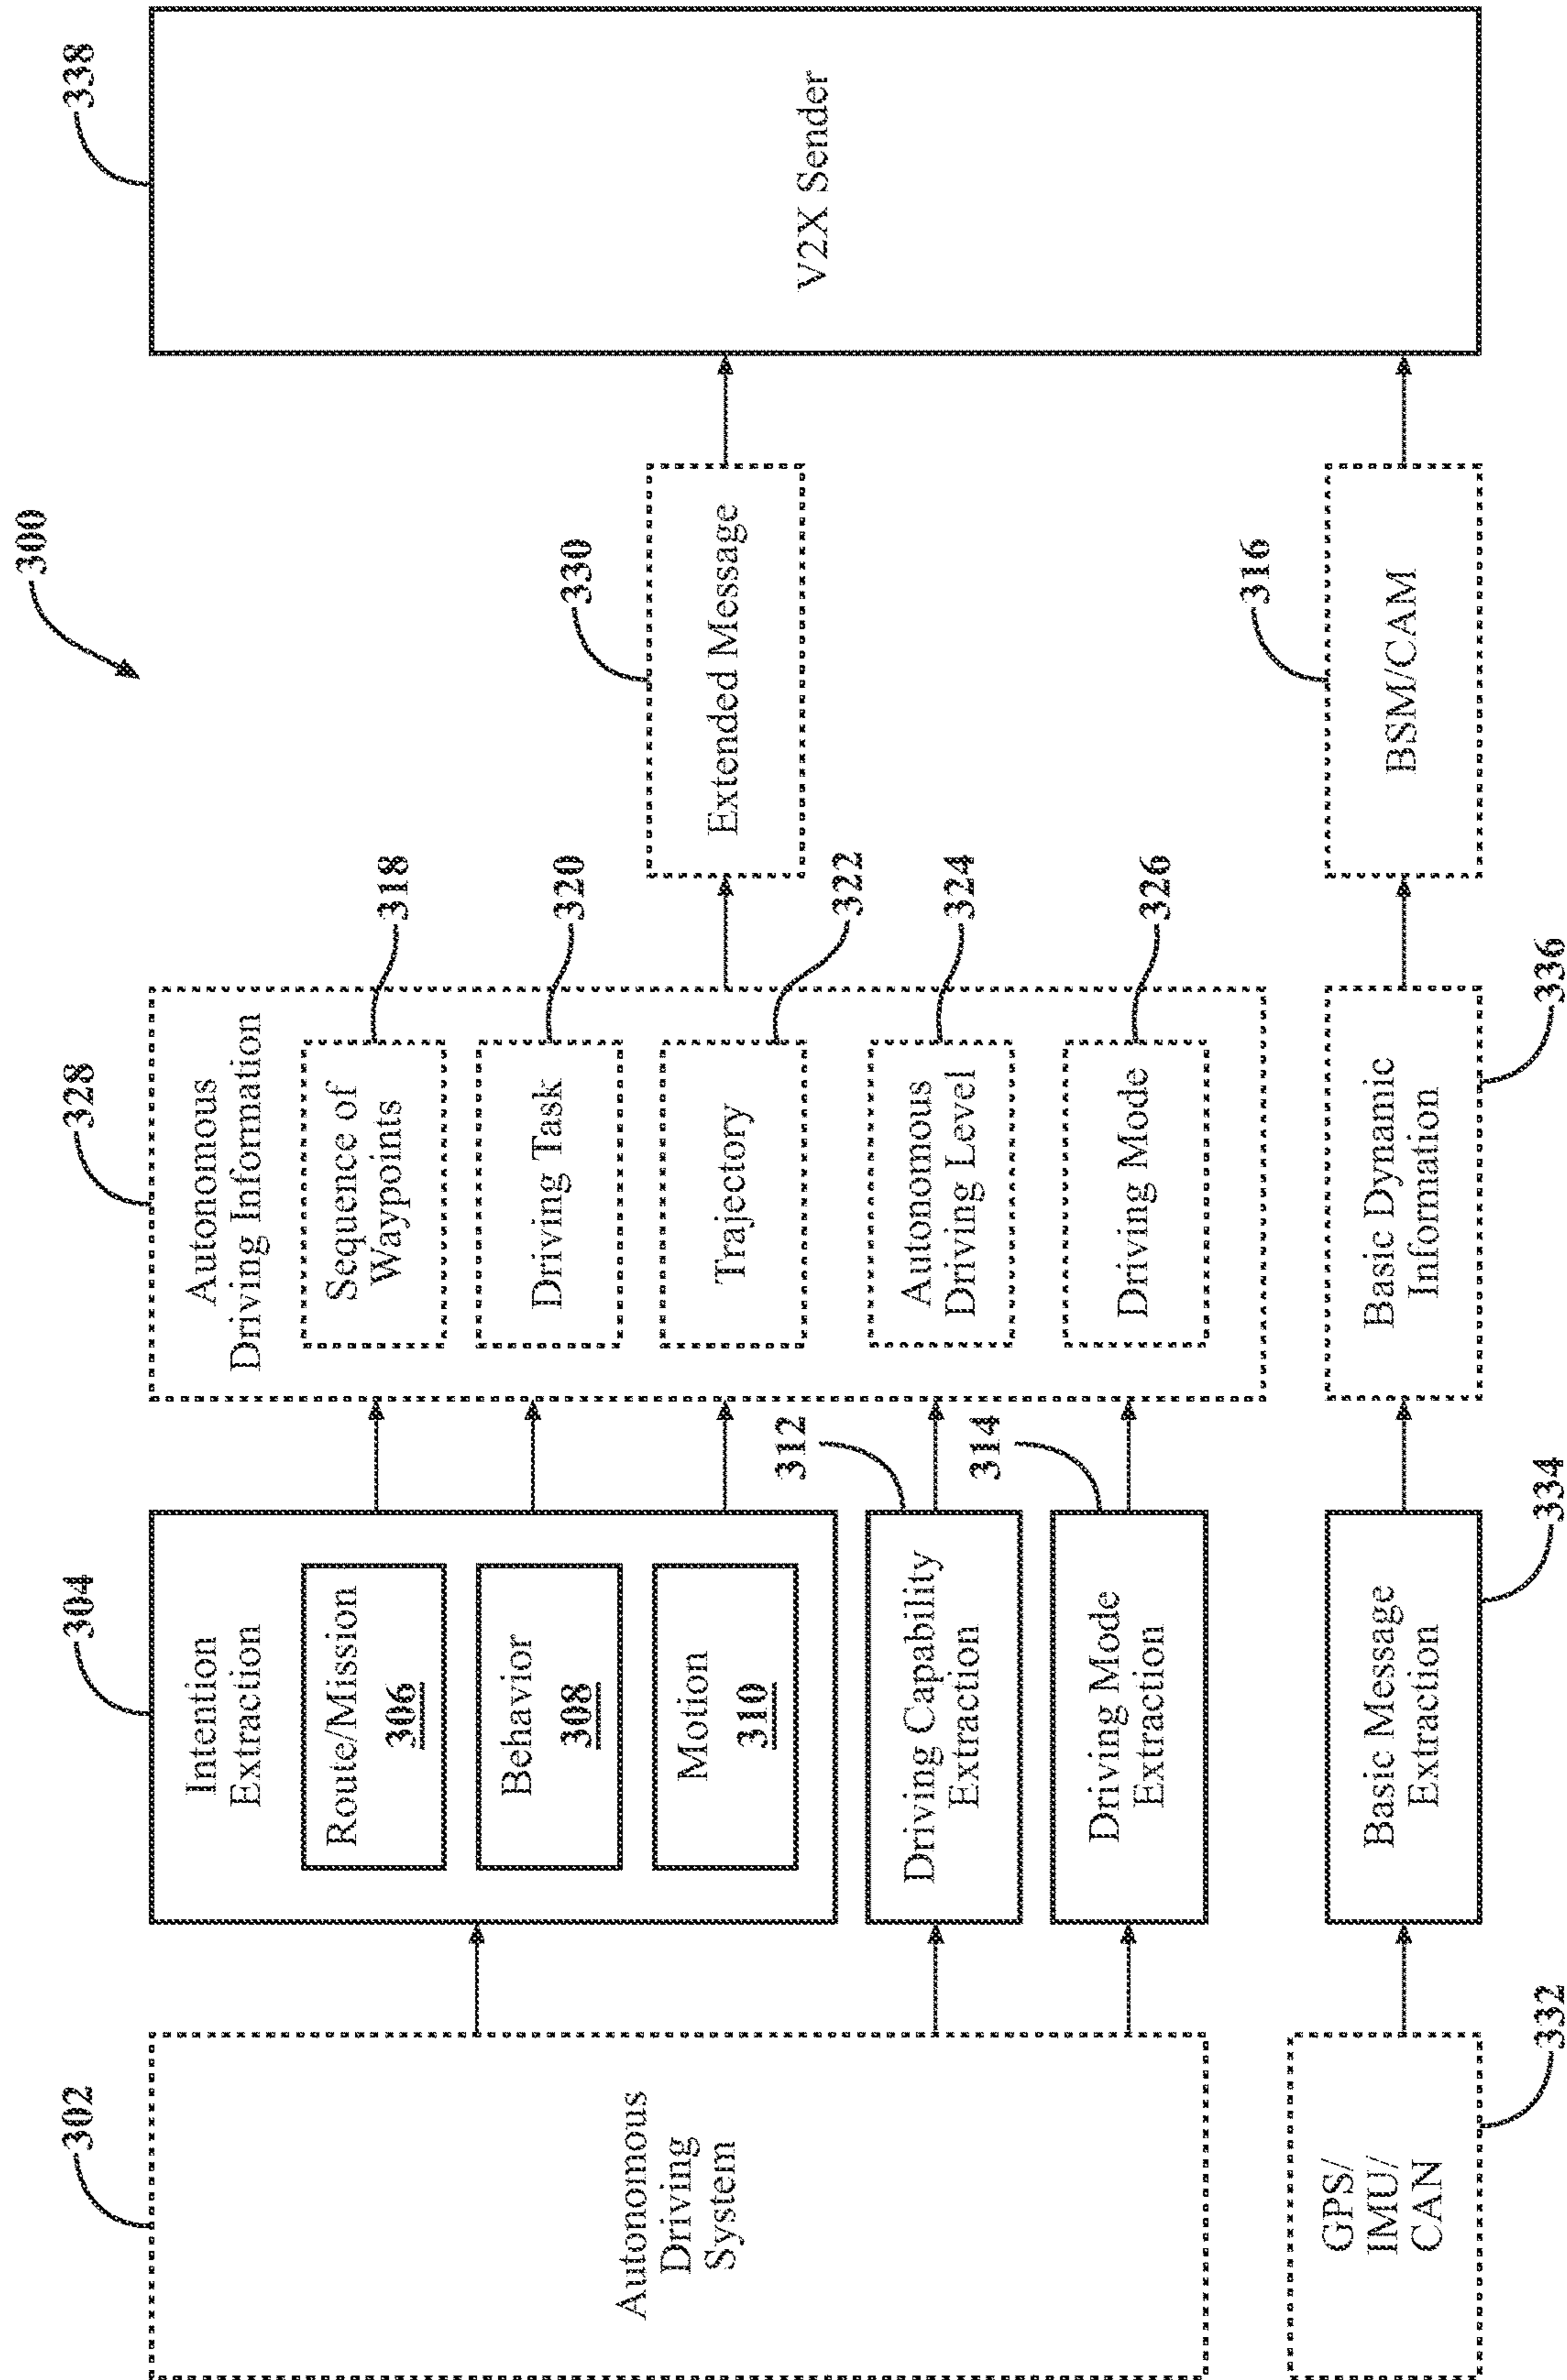 300
302
Autonomous
Driving
System
304
Intention
Extraction
Route/Mission
306
Behavior
308
Motion
310
312
Driving Capability
Extraction
314
Driving Mode
Extraction
328
Autonomous
Driving Information
Sequence of
Waypoints
318
Driving Task
320
Trajectory
322
Autonomous
Driving Level
324
Driving Mode
326
Extended Message
330
V2X Sender
338
GPS/
IMU/
CAN
332
Basic Message
Extraction
334
Basic Dynamic
Information
336
BSM/CAM
316